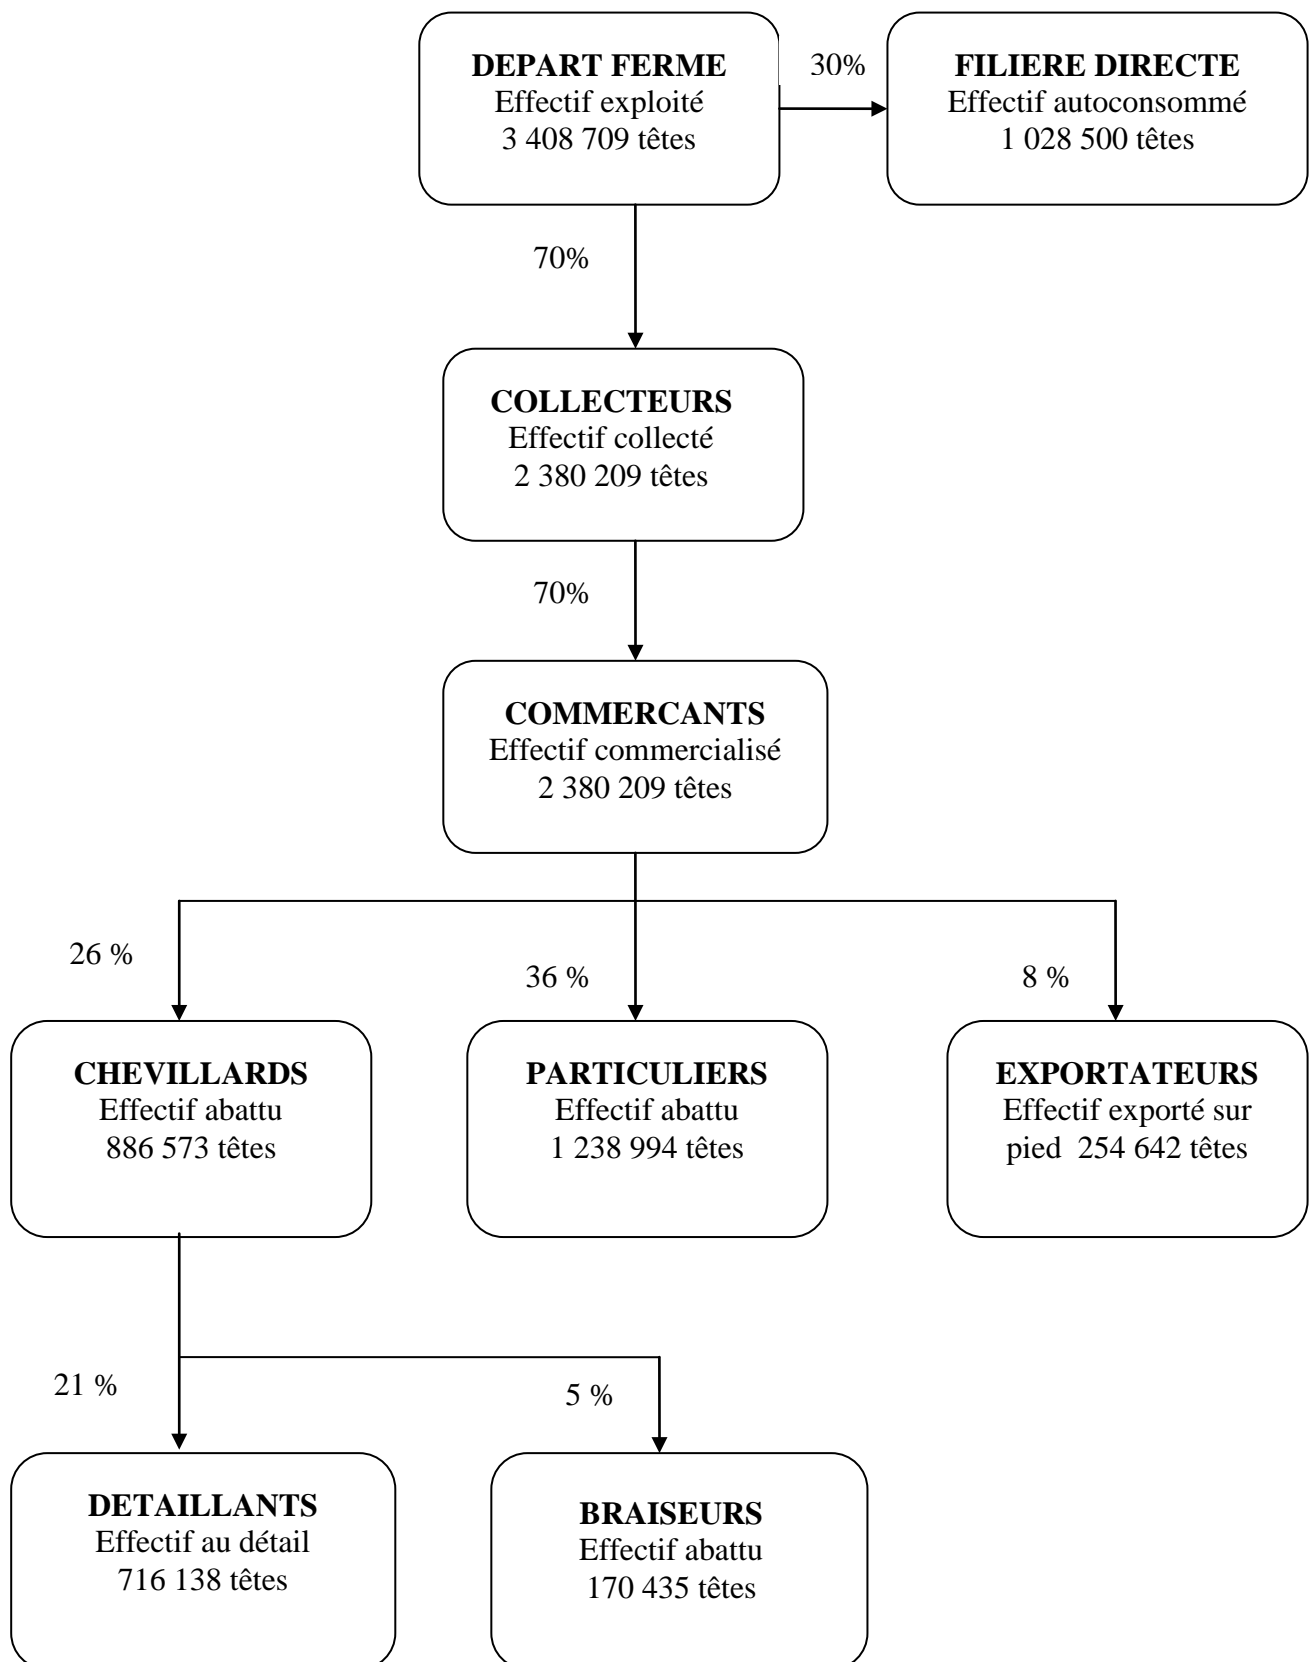 DEPART FERME
Effectif exploité
3 408 709 têtes
30%
FILIERE DIRECTE
Effectif autoconsommé
1 028 500 têtes
70%
COLLECTEURS
Effectif collecté
2 380 209 têtes
70%
COMMERCANTS
Effectif commercialisé
2 380 209 têtes
26 %
36 %
8 %
CHEVILLARDS
Effectif abattu
886 573 têtes
PARTICULIERS
Effectif abattu
1 238 994 têtes
EXPORTATEURS
Effectif exporté sur
pied 254 642 têtes
21 %
5 %
DETAILLANTS
Effectif au détail
716 138 têtes
BRAISEURS
Effectif abattu
170 435 têtes